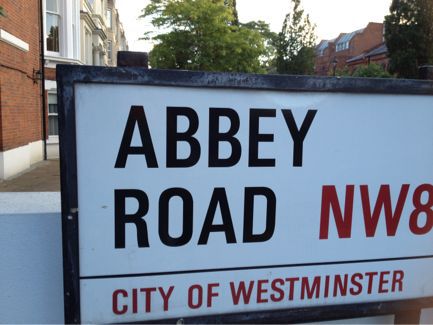 ABBEY
ROAD NW8
CITY OF WESTMINSTER